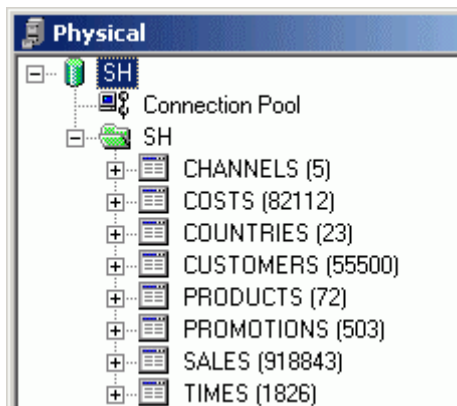 Physical
SH
Connection Pool
SH
CHANNELS (5)
COSTS (82112)
COUNTRIES (23)
CUSTOMERS (55500)
PRODUCTS (72)
PROMOTIONS (503)
SALES (918843)
TIMES (1826)